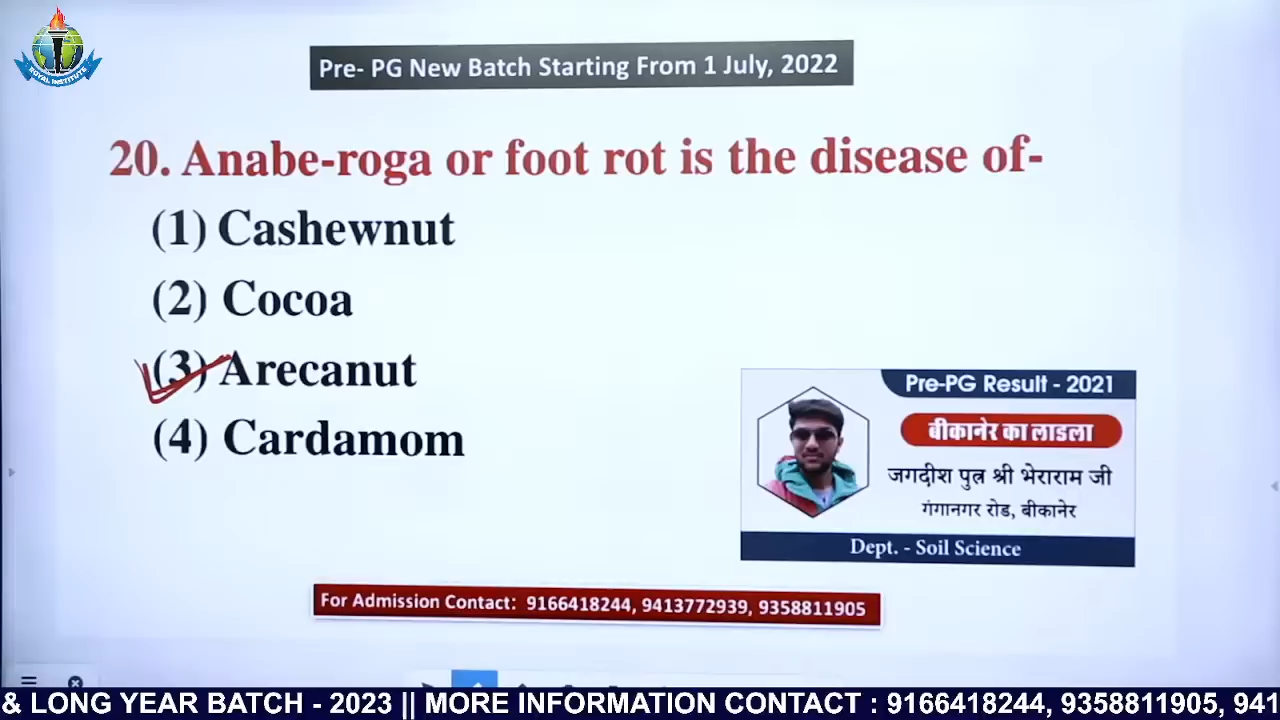 ROYAL INSTITUTE
Pre- PG New Batch Starting From 1 July, 2022
20. Anabe-roga or foot rot is the disease of-
(1) Cashewnut
(2) Cocoa
(3) Arecanut
(4) Cardamom
Pre-PG Result - 2021
बीकानेर का लाडला
जगदीश पुत्र श्री भेराराम जी
गंगानगर रोड, बीकानेर
Dept. - Soil Science
For Admission Contact: 9166418244, 9413772939, 9358811905
& LONG YEAR BATCH - 2023 || MORE INFORMATION CONTACT : 9166418244, 9358811905, 941